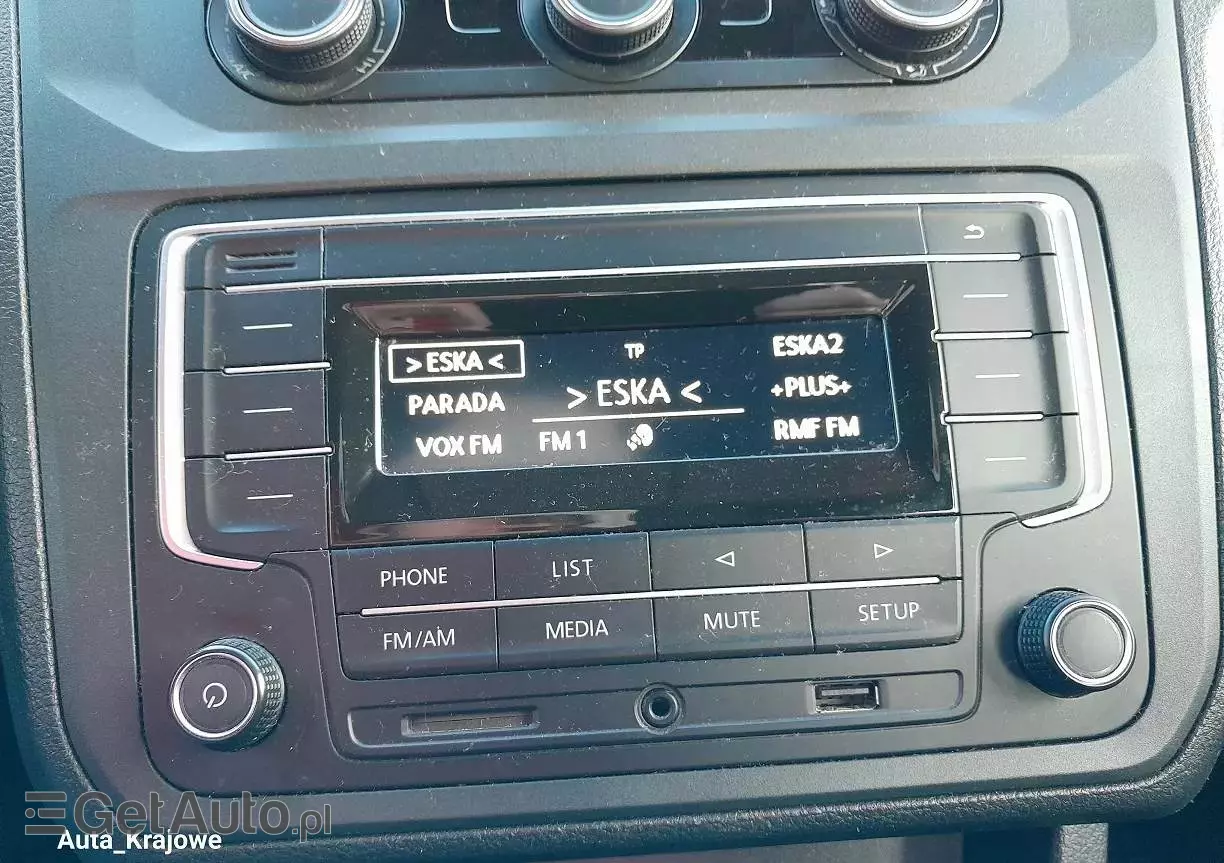 >ESKA<
TP
ESKA2
PARADA
> ESKA <
+PLUS+
VOX FM
FM 1
RMF FM
PHONE
LIST
FM/AM
MEDIA
MUTE
SETUP
GetAuto.pl
Auta_Krajowe